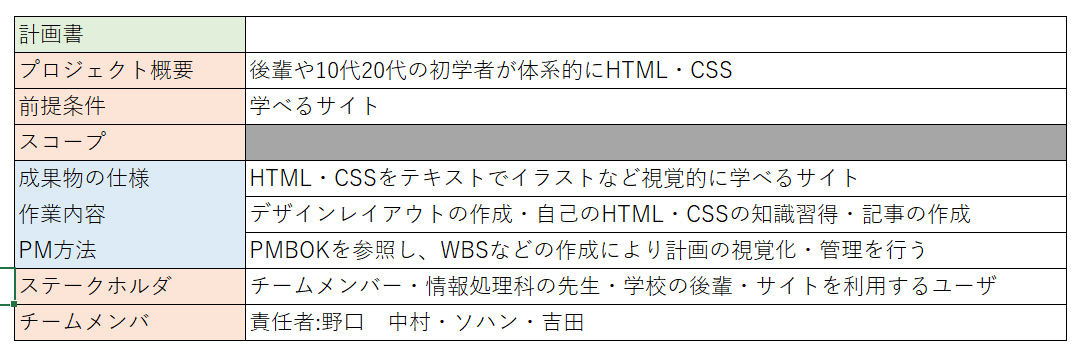 計画書
プロジェクト概要 後輩や10代20代の初学者が体系的にHTML・CSS
前提条件 学べるサイト
スコープ
成果物の仕様 HTML・CSSをテキストでイラストなど視覚的に学べるサイト
作業内容 デザインレイアウトの作成・自己のHTML・CSSの知識習得・記事の作成
PM方法 PMBOKを参照し、WBSなどの作成により計画の視覚化・管理を行う
ステークホルダ チームメンバー・情報処理科の先生・学校の後輩・サイトを利用するユーザ
チームメンバ 責任者:野口　中村・ソハン・吉田